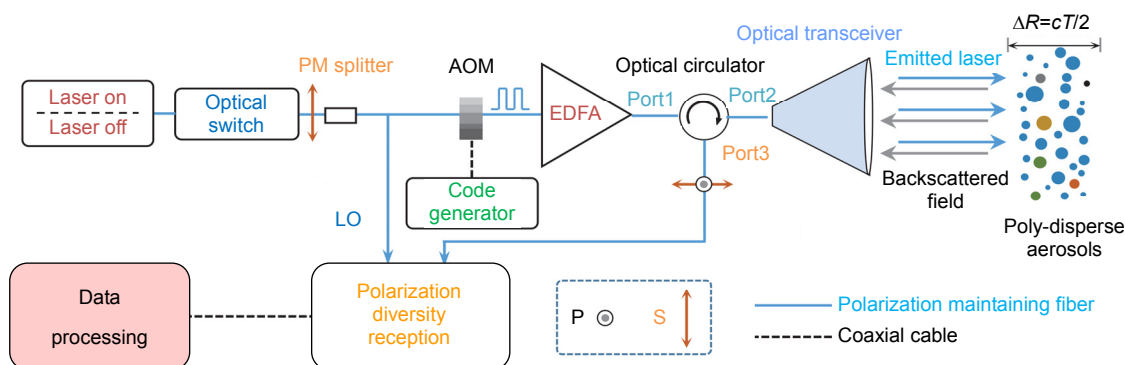 ΔR=cT/2
Optical transceiver
PM splitter
AOM
Optical circulator
Emitted laser
Laser on
Laser off
Optical
switch
EDFA
Port1
Port2
Port3
Code
generator
LO
Backscattered
field
Poly-disperse
aerosols
Data
processing
Polarization
diversity
reception
P
S
Polarization maintaining fiber
Coaxial cable